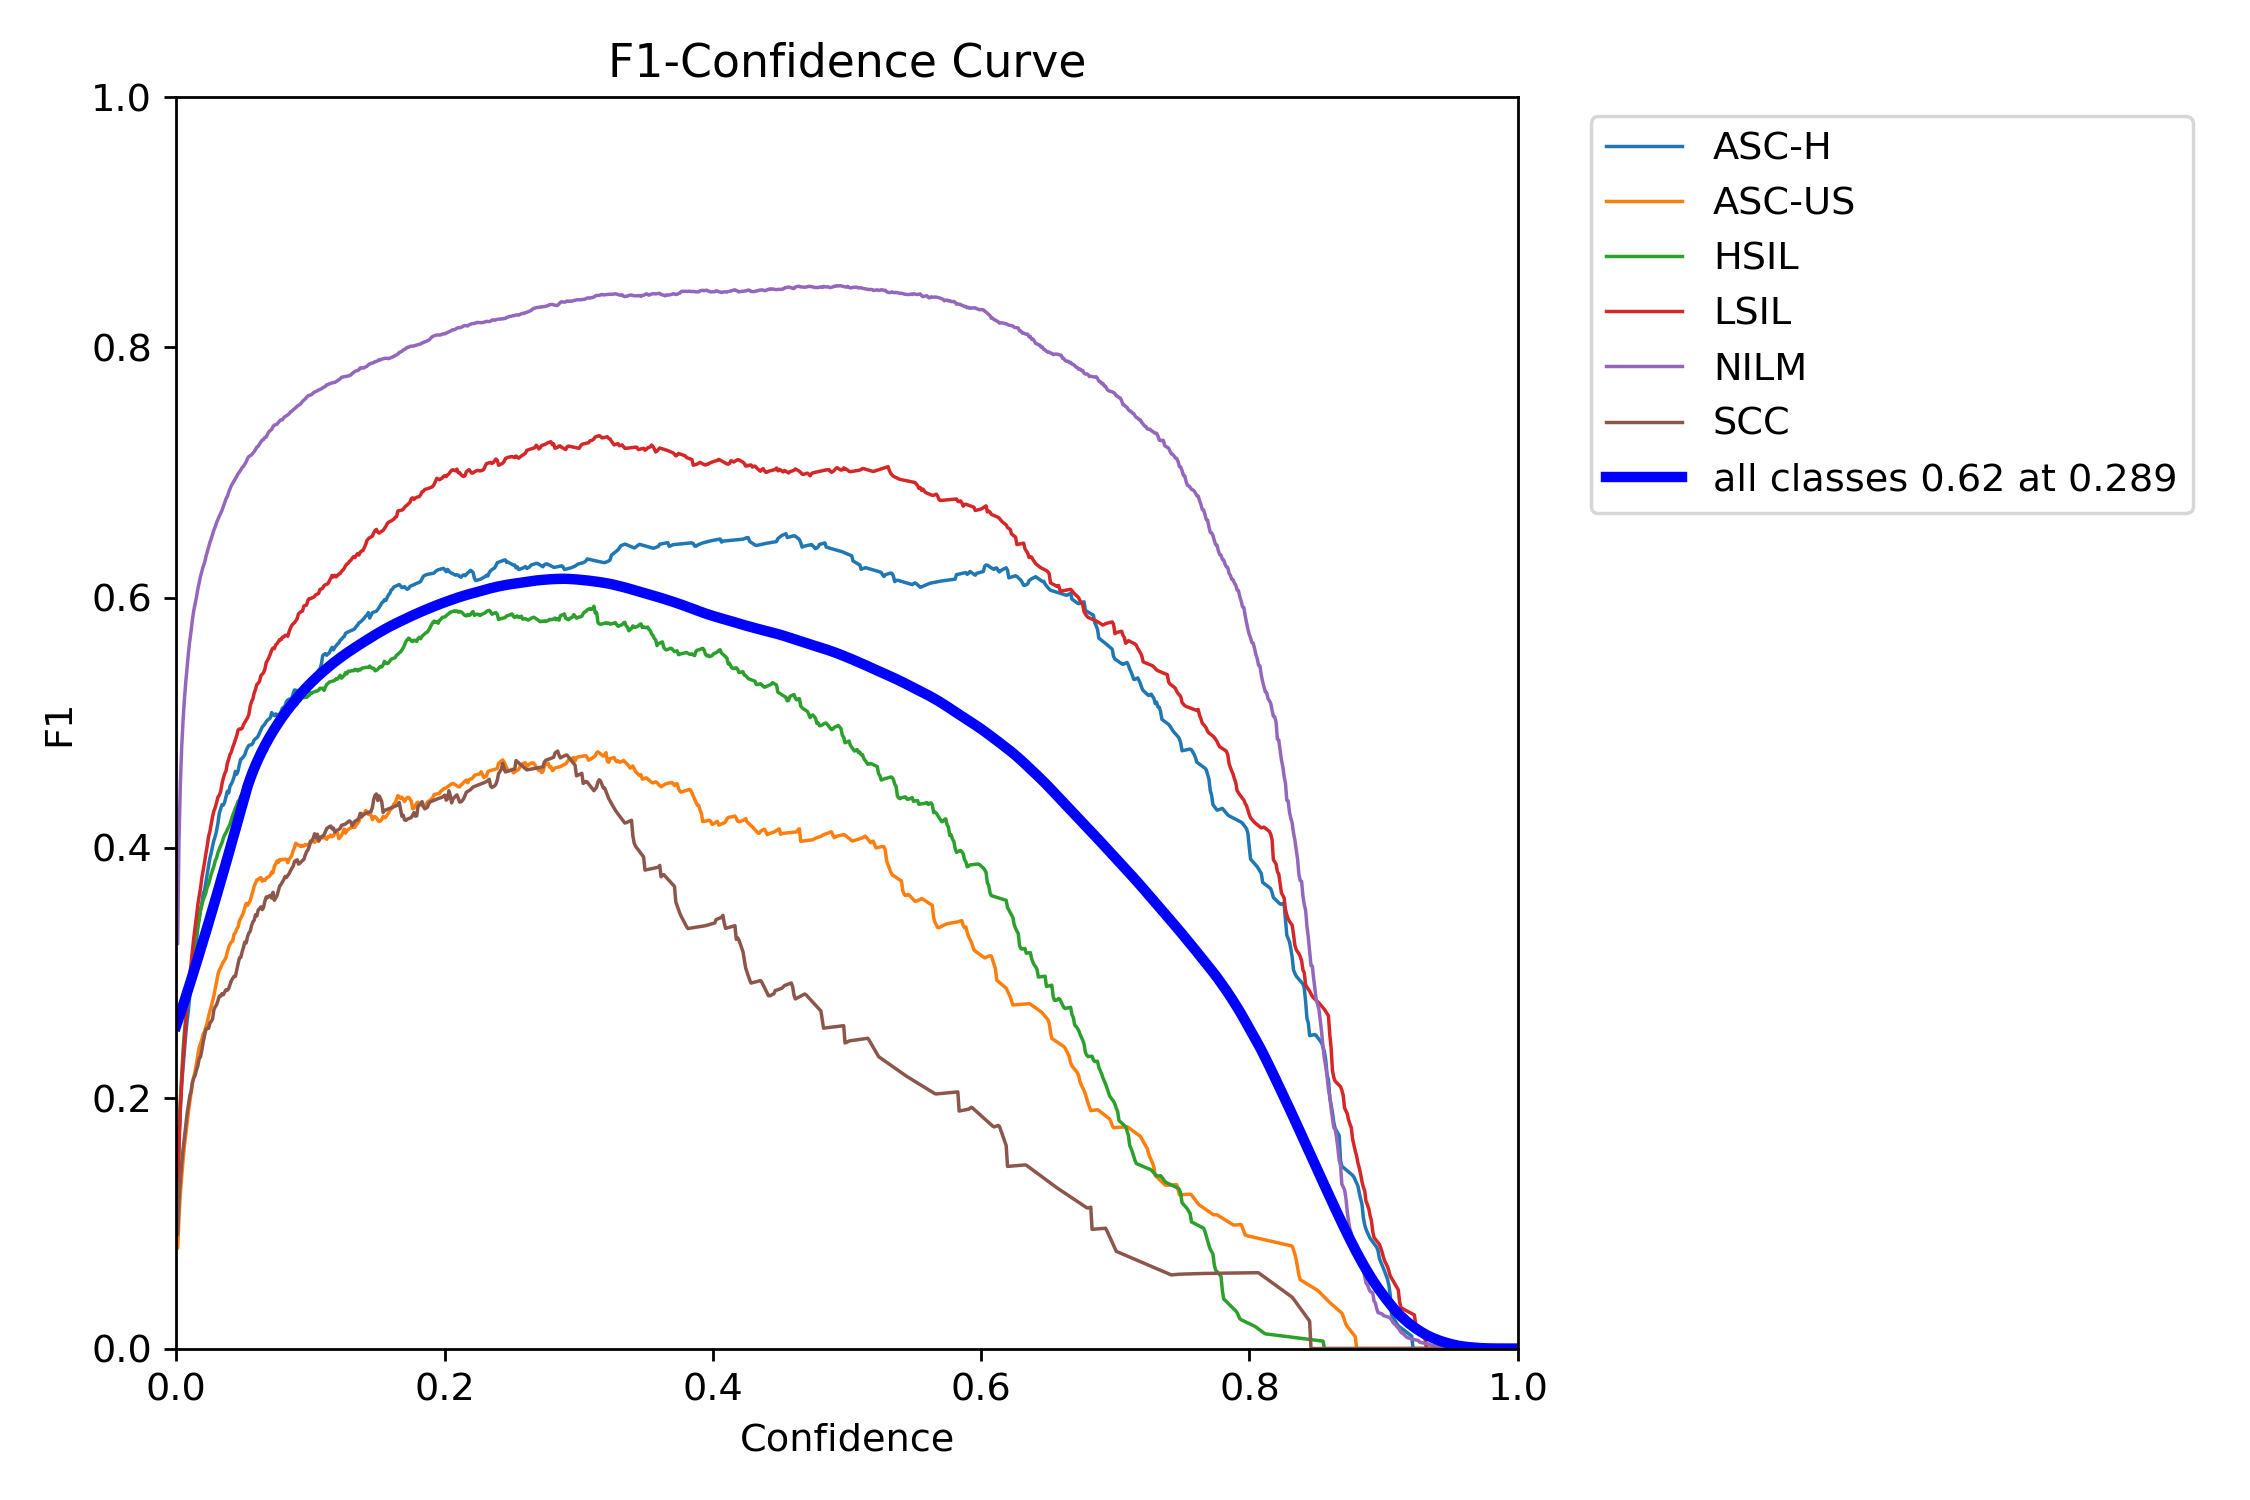 F1-Confidence Curve
1.0
0.8
0.6
0.4
0.2
0.0
F1
0.0 0.2 0.4 0.6 0.8 1.0
Confidence
ASC-H
ASC-US
HSIL
LSIL
NILM
SCC
all classes 0.62 at 0.289